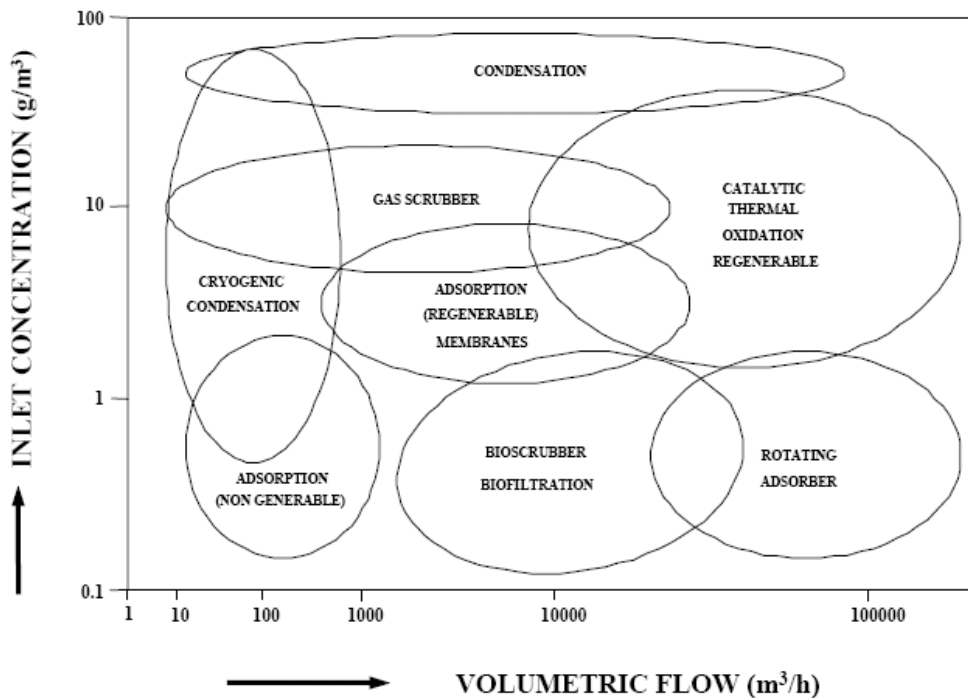 100
CONDENSATION
INLET CONCENTRATION (g/m³)
10
GAS SCRUBBER
CATALYTIC
THERMAL
OXIDATION
REGENERABLE
CRYOGENIC
CONDENSATION
ADSORPTION
(REGENERABLE)
MEMBRANES
1
BIOSCRUBBER
BIOFILTRATION
ROTATING
ADSORBER
ADSORPTION
(NON GENERABLE)
0.1
1 10 100 1000 10000 100000
VOLUMETRIC FLOW (m³/h)